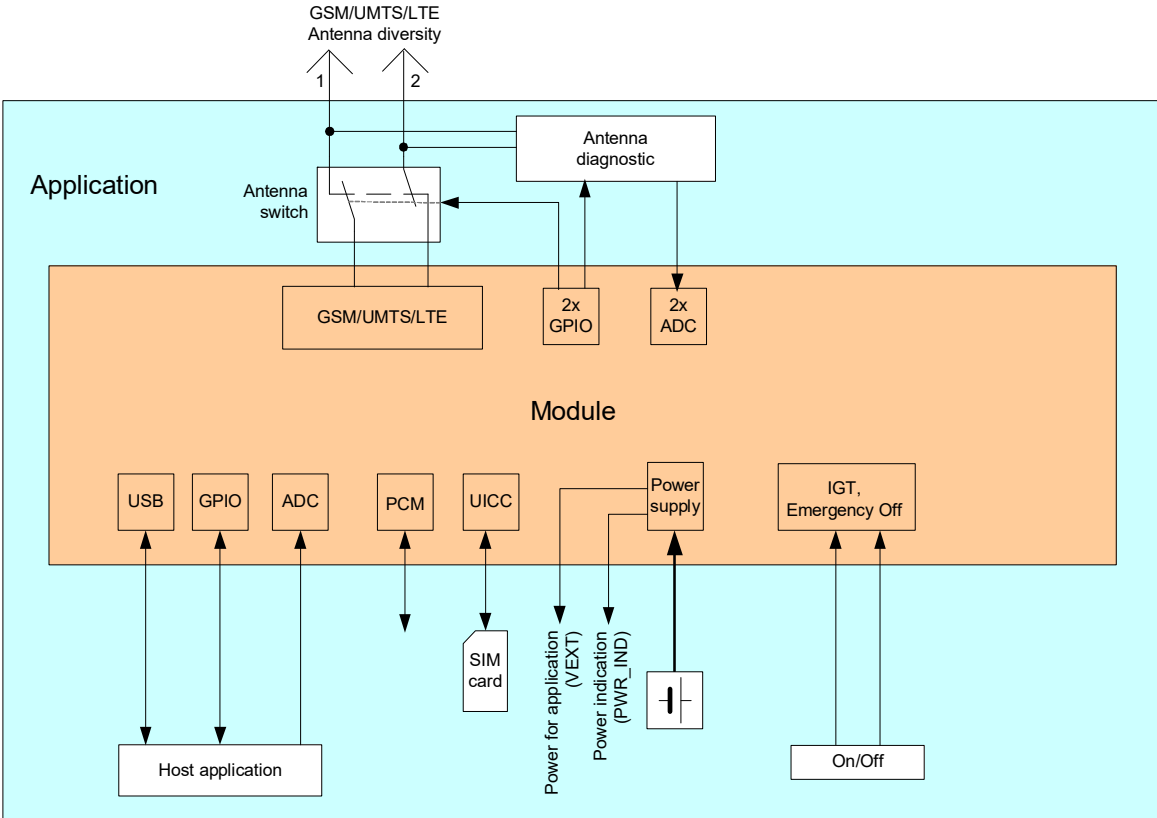 GSM/UMTS/LTE
Antenna diversity
1
2
Antenna
diagnostic
Application
Antenna
switch
GSM/UMTS/LTE
2x
GPIO
2x
ADC
Module
USB
GPIO
ADC
PCM
UICC
Power
supply
IGT,
Emergency Off
SIM
card
Power for application
(VEXT)
Power indication
(PWR_IND)
Host application
On/Off